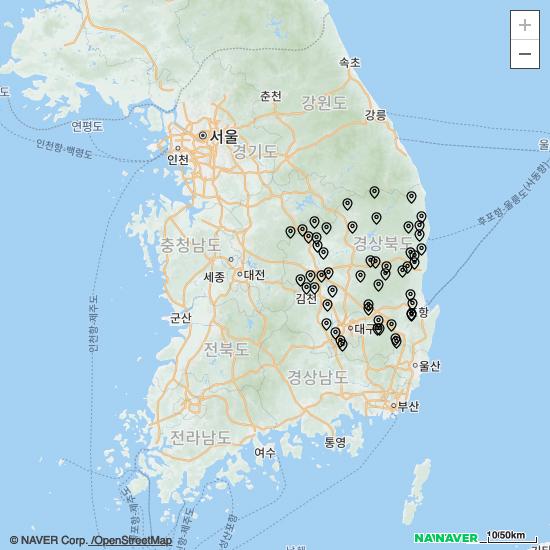 +
−
속초
춘천
강원도
강릉
연평도
서울
인천항-백령도
인천
경기도
후포항-울릉도(사동항)
충청남도
경상북도
세종
대전
김천
인천항-제주도
군산
대구
전북도
경상남도
울산
부산
전라남도
여수
통영
© NAVER Corp. /OpenStreetMap
NAVER
10/50km